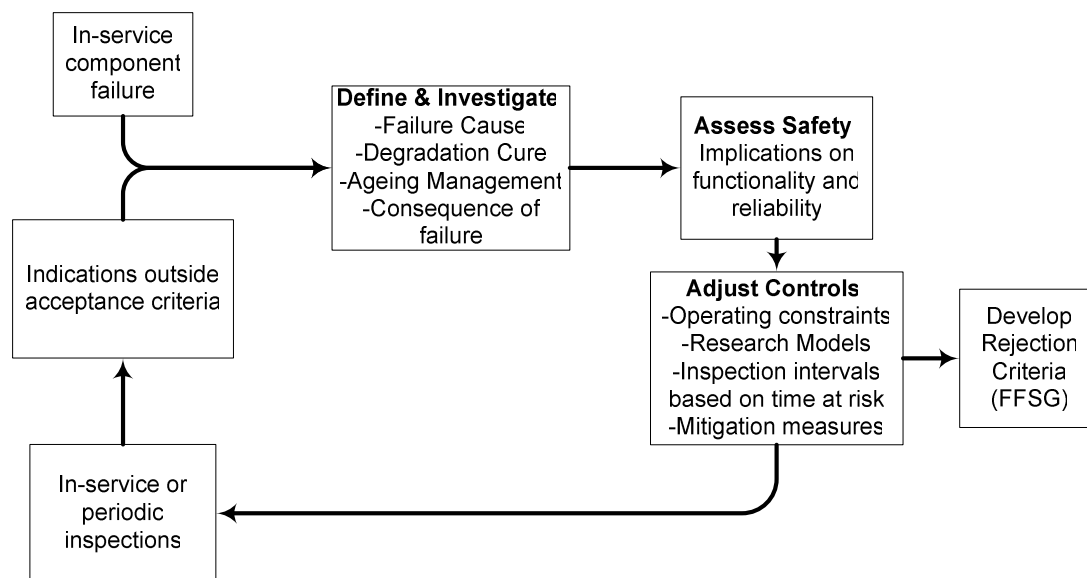 In-service
component
failure
Define & Investigate
-Failure Cause
-Degradation Cure
-Ageing Management
-Consequence of
failure
Assess Safety
Implications on
functionality and
reliability
Indications outside
acceptance criteria
Adjust Controls
-Operating constraints
-Research Models
-Inspection intervals
based on time at risk
-Mitigation measures
Develop
Rejection
Criteria
(FFSG)
In-service or
periodic
inspections